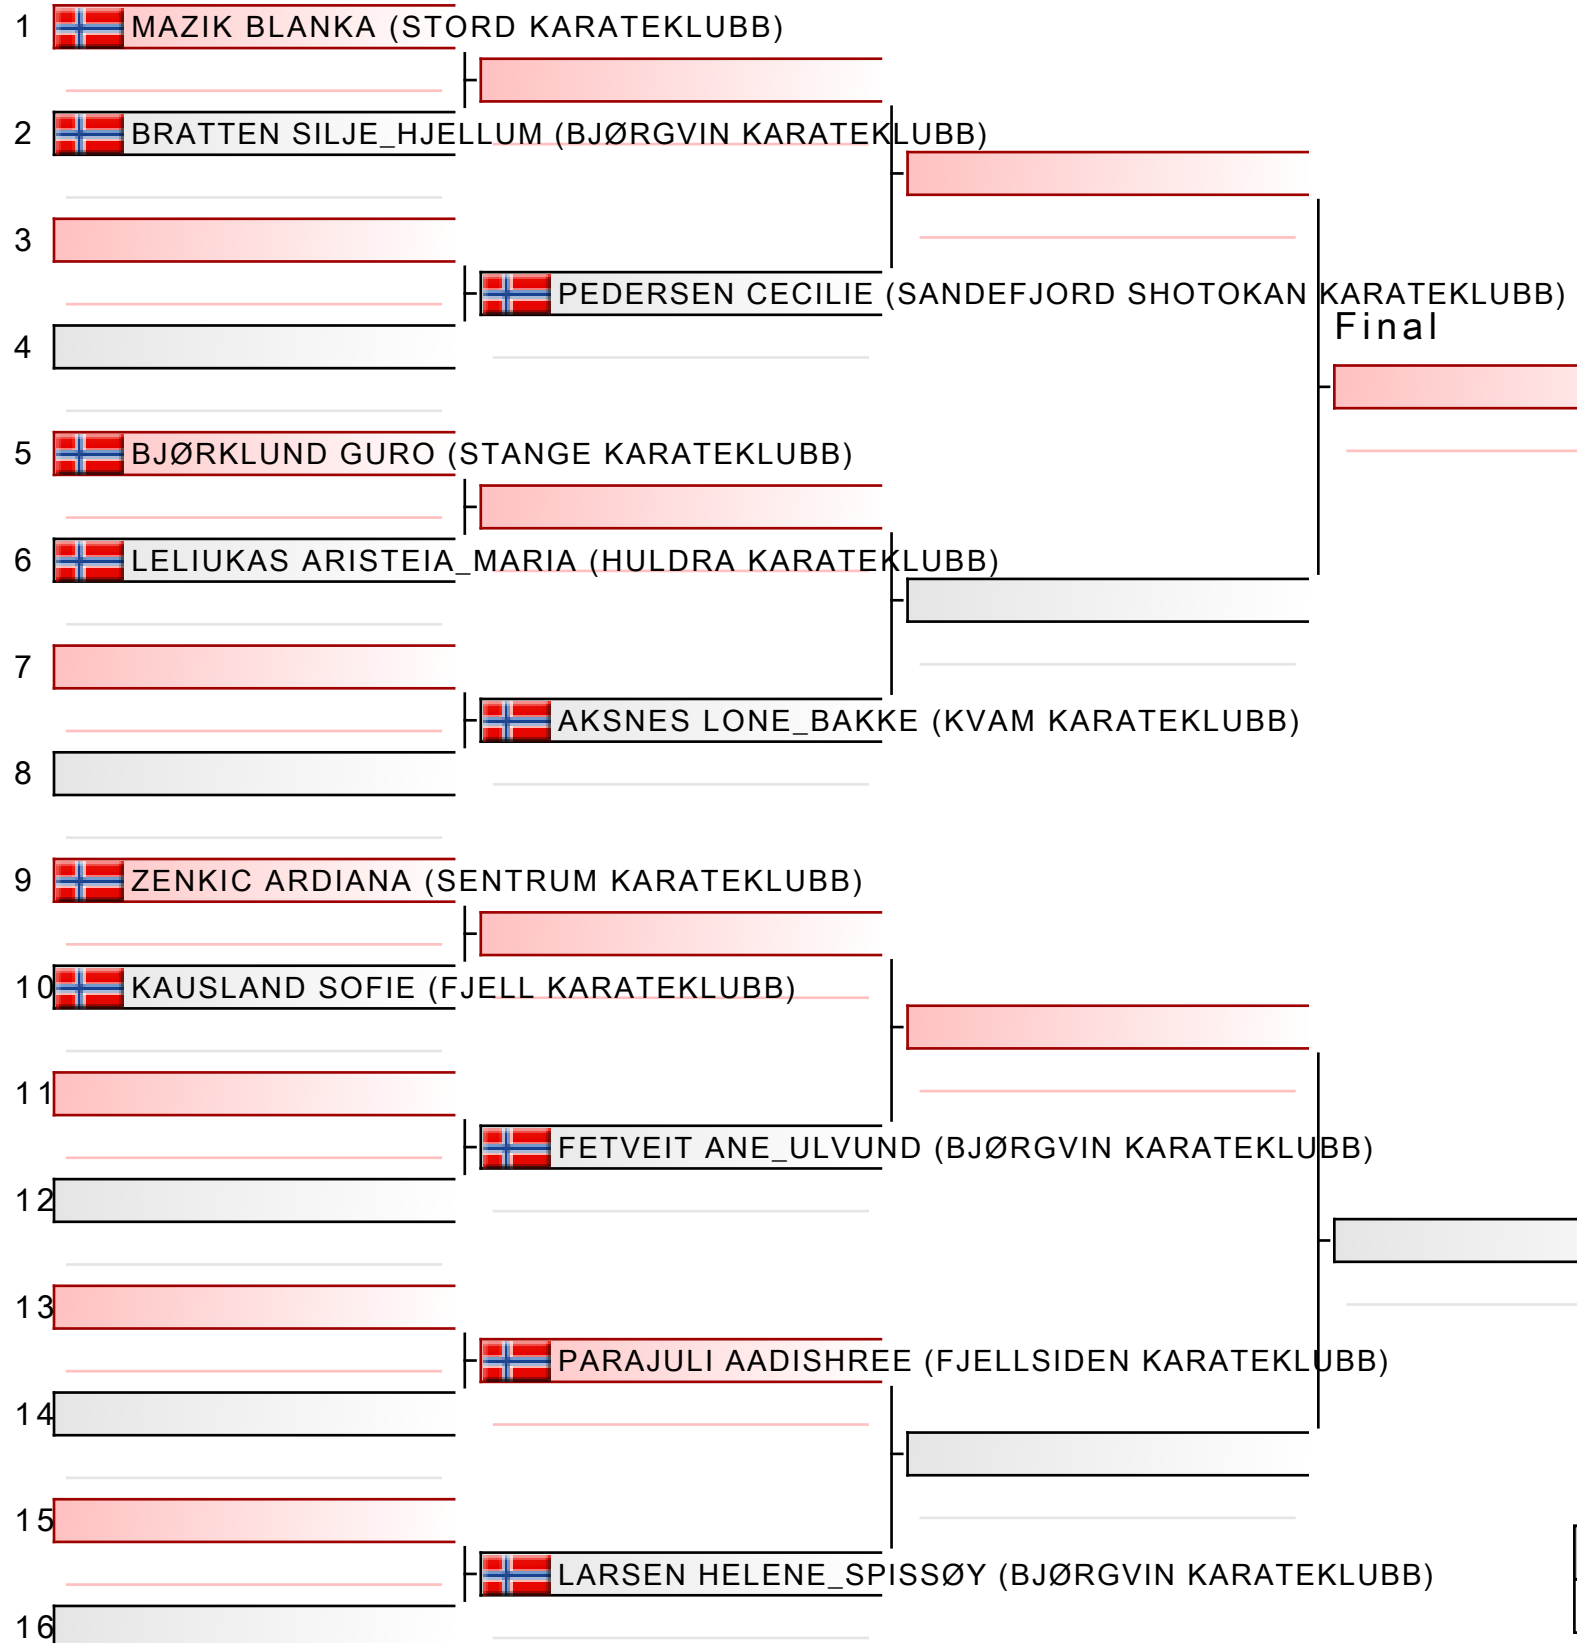 1 MAZIK BLANKA (STORD KARATEKLUBB)
2 BRATTEN SILJE_HJELLUM (BJØRGVIN KARATEKLUBB)
3
PEDERSEN CECILIE (SANDEFJORD SHOTOKAN KARATEKLUBB)
Final
4
5 BJØRKLUND GURO (STANGE KARATEKLUBB)
6 LELIUKAS ARISTEIA_MARIA (HULDRA KARATEKLUBB)
7
AKSNES LONE_BAKKE (KVAM KARATEKLUBB)
8
9 ZENKIC ARDIANA (SENTRUM KARATEKLUBB)
10 KAUSLAND SOFIE (FJELL KARATEKLUBB)
11
FETVEIT ANE_ULVUND (BJØRGVIN KARATEKLUBB)
12
13
PARAJULI AADISHREE (FJELLSIDEN KARATEKLUBB)
14
15
LARSEN HELENE_SPISSØY (BJØRGVIN KARATEKLUBB)
16